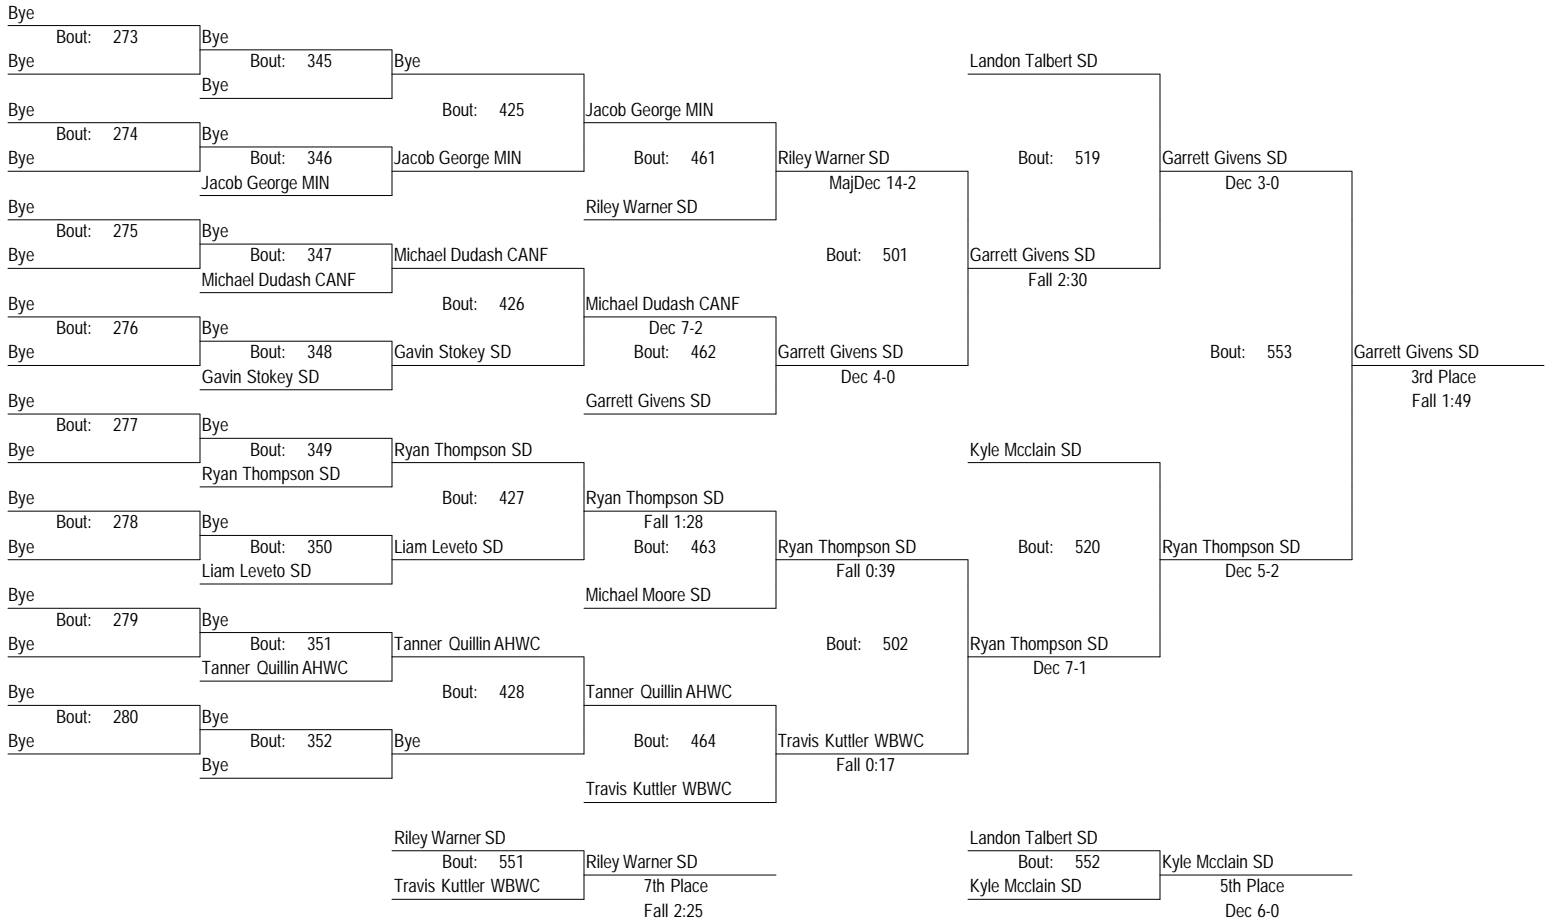 Bye
Bout: 273
Bye
Bye
Bout: 345
Bye
Landon Talbert SD
Bye
Bye
Bout: 425
Jacob George MIN
Bout: 274
Bye
Bye
Bout: 346
Jacob George MIN
Bout: 461
Riley Warner SD
Bout: 519
Garrett Givens SD
Jacob George MIN
MajDec 14-2
Dec 3-0
Bye
Riley Warner SD
Bout: 275
Bye
Bye
Bout: 347
Michael Dudash CANF
Bout: 501
Garrett Givens SD
Michael Dudash CANF
Fall 2:30
Bye
Bout: 426
Michael Dudash CANF
Bout: 276
Bye
Dec 7-2
Bye
Bout: 348
Gavin Stokey SD
Bout: 462
Garrett Givens SD
Bout: 553
Garrett Givens SD
Gavin Stokey SD
Dec 4-0
3rd Place
Bye
Garrett Givens SD
Fall 1:49
Bout: 277
Bye
Bye
Bout: 349
Ryan Thompson SD
Kyle Mcclain SD
Ryan Thompson SD
Bye
Bout: 427
Ryan Thompson SD
Bout: 278
Bye
Fall 1:28
Bye
Bout: 350
Liam Leveto SD
Bout: 463
Ryan Thompson SD
Bout: 520
Ryan Thompson SD
Liam Leveto SD
Fall 0:39
Dec 5-2
Bye
Michael Moore SD
Bout: 279
Bye
Bye
Bout: 351
Tanner Quillin AHWC
Bout: 502
Ryan Thompson SD
Tanner Quillin AHWC
Dec 7-1
Bye
Bout: 428
Tanner Quillin AHWC
Bout: 280
Bye
Bye
Bout: 352
Bye
Bout: 464
Travis Kuttler WBWC
Bye
Fall 0:17
Travis Kuttler WBWC
Riley Warner SD
Landon Talbert SD
Bout: 551
Riley Warner SD
Bout: 552
Kyle Mcclain SD
Travis Kuttler WBWC
7th Place
Kyle Mcclain SD
5th Place
Fall 2:25
Dec 6-0